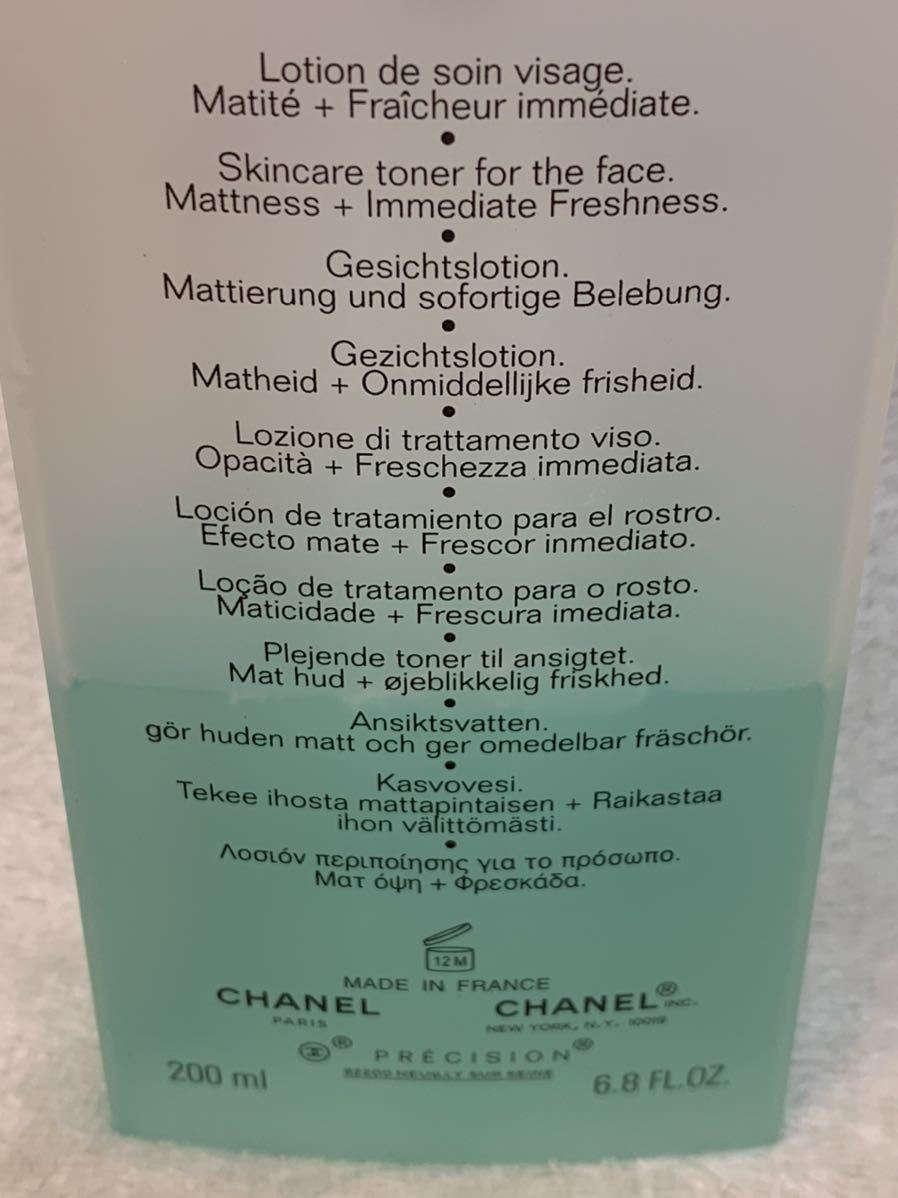 Lotion de soin visage.
Matité + Fraîcheur immédiate.
•
Skincare toner for the face.
Mattness + Immediate Freshness.
•
Gesichtslotion.
Mattierung und sofortige Belebung.
•
Gezichtslotion.
Matheid + Onmiddellijke frisheid.
•
Lozione di trattamento viso.
Opacità + Freschezza immediata.
•
Loción de tratamiento para el rostro.
Efecto mate + Frescor inmediato.
•
Loção de tratamento para o rosto.
Maticidade + Frescura imediata.
•
Plejende toner til ansigtet.
Mat hud + øjeblikkelig friskhed.
•
Ansiktsvatten.
gör huden matt och ger omedelbar fräschör.
•
Kasvovesi.
Tekee ihosta mattapintaisen + Raikastaa
ihon välittömästi.
•
Λοσιόν περιποίησης για το πρόσωπο.
Ματ όψη + Φρεσκάδα.
12 M
MADE IN FRANCE
CHANEL CHANEL® INC.
PARIS NEW YORK, N.Y. 10019
® PRÉCISION®
200 ml 92200 NEUILLY SUR SEINE 6.8 FL.OZ.